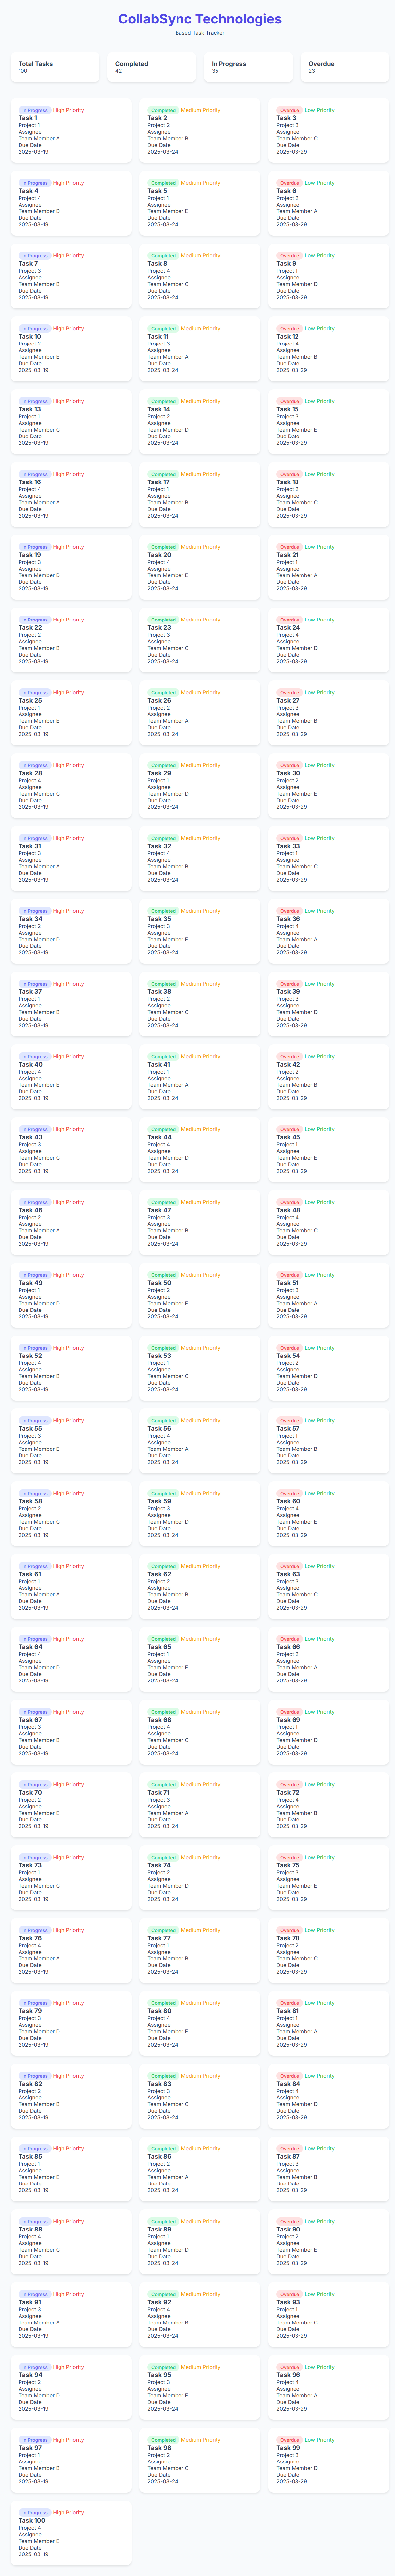 CollabSync Technologies
Based Task Tracker
Total Tasks
100
Completed
42
In Progress
35
Overdue
23
In Progress High Priority
Task 1
Project 1
Assignee
Team Member A
Due Date
2025-03-19
Completed Medium Priority
Task 2
Project 2
Assignee
Team Member B
Due Date
2025-03-24
Overdue Low Priority
Task 3
Project 3
Assignee
Team Member C
Due Date
2025-03-29
In Progress High Priority
Task 4
Project 4
Assignee
Team Member D
Due Date
2025-03-19
Completed Medium Priority
Task 5
Project 1
Assignee
Team Member E
Due Date
2025-03-24
Overdue Low Priority
Task 6
Project 2
Assignee
Team Member A
Due Date
2025-03-29
In Progress High Priority
Task 7
Project 3
Assignee
Team Member B
Due Date
2025-03-19
Completed Medium Priority
Task 8
Project 4
Assignee
Team Member C
Due Date
2025-03-24
Overdue Low Priority
Task 9
Project 1
Assignee
Team Member D
Due Date
2025-03-29
In Progress High Priority
Task 10
Project 2
Assignee
Team Member E
Due Date
2025-03-19
Completed Medium Priority
Task 11
Project 3
Assignee
Team Member A
Due Date
2025-03-24
Overdue Low Priority
Task 12
Project 4
Assignee
Team Member B
Due Date
2025-03-29
In Progress High Priority
Task 13
Project 1
Assignee
Team Member C
Due Date
2025-03-19
Completed Medium Priority
Task 14
Project 2
Assignee
Team Member D
Due Date
2025-03-24
Overdue Low Priority
Task 15
Project 3
Assignee
Team Member E
Due Date
2025-03-29
In Progress High Priority
Task 16
Project 4
Assignee
Team Member A
Due Date
2025-03-19
Completed Medium Priority
Task 17
Project 1
Assignee
Team Member B
Due Date
2025-03-24
Overdue Low Priority
Task 18
Project 2
Assignee
Team Member C
Due Date
2025-03-29
In Progress High Priority
Task 19
Project 3
Assignee
Team Member D
Due Date
2025-03-19
Completed Medium Priority
Task 20
Project 4
Assignee
Team Member E
Due Date
2025-03-24
Overdue Low Priority
Task 21
Project 1
Assignee
Team Member A
Due Date
2025-03-29
In Progress High Priority
Task 22
Project 2
Assignee
Team Member B
Due Date
2025-03-19
Completed Medium Priority
Task 23
Project 3
Assignee
Team Member C
Due Date
2025-03-24
Overdue Low Priority
Task 24
Project 4
Assignee
Team Member D
Due Date
2025-03-29
In Progress High Priority
Task 25
Project 1
Assignee
Team Member E
Due Date
2025-03-19
Completed Medium Priority
Task 26
Project 2
Assignee
Team Member A
Due Date
2025-03-24
Overdue Low Priority
Task 27
Project 3
Assignee
Team Member B
Due Date
2025-03-29
In Progress High Priority
Task 28
Project 4
Assignee
Team Member C
Due Date
2025-03-19
Completed Medium Priority
Task 29
Project 1
Assignee
Team Member D
Due Date
2025-03-24
Overdue Low Priority
Task 30
Project 2
Assignee
Team Member E
Due Date
2025-03-29
In Progress High Priority
Task 31
Project 3
Assignee
Team Member A
Due Date
2025-03-19
Completed Medium Priority
Task 32
Project 4
Assignee
Team Member B
Due Date
2025-03-24
Overdue Low Priority
Task 33
Project 1
Assignee
Team Member C
Due Date
2025-03-29
In Progress High Priority
Task 34
Project 2
Assignee
Team Member D
Due Date
2025-03-19
Completed Medium Priority
Task 35
Project 3
Assignee
Team Member E
Due Date
2025-03-24
Overdue Low Priority
Task 36
Project 4
Assignee
Team Member A
Due Date
2025-03-29
In Progress High Priority
Task 37
Project 1
Assignee
Team Member B
Due Date
2025-03-19
Completed Medium Priority
Task 38
Project 2
Assignee
Team Member C
Due Date
2025-03-24
Overdue Low Priority
Task 39
Project 3
Assignee
Team Member D
Due Date
2025-03-29
In Progress High Priority
Task 40
Project 4
Assignee
Team Member E
Due Date
2025-03-19
Completed Medium Priority
Task 41
Project 1
Assignee
Team Member A
Due Date
2025-03-24
Overdue Low Priority
Task 42
Project 2
Assignee
Team Member B
Due Date
2025-03-29
In Progress High Priority
Task 43
Project 3
Assignee
Team Member C
Due Date
2025-03-19
Completed Medium Priority
Task 44
Project 4
Assignee
Team Member D
Due Date
2025-03-24
Overdue Low Priority
Task 45
Project 1
Assignee
Team Member E
Due Date
2025-03-29
In Progress High Priority
Task 46
Project 2
Assignee
Team Member A
Due Date
2025-03-19
Completed Medium Priority
Task 47
Project 3
Assignee
Team Member B
Due Date
2025-03-24
Overdue Low Priority
Task 48
Project 4
Assignee
Team Member C
Due Date
2025-03-29
In Progress High Priority
Task 49
Project 1
Assignee
Team Member D
Due Date
2025-03-19
Completed Medium Priority
Task 50
Project 2
Assignee
Team Member E
Due Date
2025-03-24
Overdue Low Priority
Task 51
Project 3
Assignee
Team Member A
Due Date
2025-03-29
In Progress High Priority
Task 52
Project 4
Assignee
Team Member B
Due Date
2025-03-19
Completed Medium Priority
Task 53
Project 1
Assignee
Team Member C
Due Date
2025-03-24
Overdue Low Priority
Task 54
Project 2
Assignee
Team Member D
Due Date
2025-03-29
In Progress High Priority
Task 55
Project 3
Assignee
Team Member E
Due Date
2025-03-19
Completed Medium Priority
Task 56
Project 4
Assignee
Team Member A
Due Date
2025-03-24
Overdue Low Priority
Task 57
Project 1
Assignee
Team Member B
Due Date
2025-03-29
In Progress High Priority
Task 58
Project 2
Assignee
Team Member C
Due Date
2025-03-19
Completed Medium Priority
Task 59
Project 3
Assignee
Team Member D
Due Date
2025-03-24
Overdue Low Priority
Task 60
Project 4
Assignee
Team Member E
Due Date
2025-03-29
In Progress High Priority
Task 61
Project 1
Assignee
Team Member A
Due Date
2025-03-19
Completed Medium Priority
Task 62
Project 2
Assignee
Team Member B
Due Date
2025-03-24
Overdue Low Priority
Task 63
Project 3
Assignee
Team Member C
Due Date
2025-03-29
In Progress High Priority
Task 64
Project 4
Assignee
Team Member D
Due Date
2025-03-19
Completed Medium Priority
Task 65
Project 1
Assignee
Team Member E
Due Date
2025-03-24
Overdue Low Priority
Task 66
Project 2
Assignee
Team Member A
Due Date
2025-03-29
In Progress High Priority
Task 67
Project 3
Assignee
Team Member B
Due Date
2025-03-19
Completed Medium Priority
Task 68
Project 4
Assignee
Team Member C
Due Date
2025-03-24
Overdue Low Priority
Task 69
Project 1
Assignee
Team Member D
Due Date
2025-03-29
In Progress High Priority
Task 70
Project 2
Assignee
Team Member E
Due Date
2025-03-19
Completed Medium Priority
Task 71
Project 3
Assignee
Team Member A
Due Date
2025-03-24
Overdue Low Priority
Task 72
Project 4
Assignee
Team Member B
Due Date
2025-03-29
In Progress High Priority
Task 73
Project 1
Assignee
Team Member C
Due Date
2025-03-19
Completed Medium Priority
Task 74
Project 2
Assignee
Team Member D
Due Date
2025-03-24
Overdue Low Priority
Task 75
Project 3
Assignee
Team Member E
Due Date
2025-03-29
In Progress High Priority
Task 76
Project 4
Assignee
Team Member A
Due Date
2025-03-19
Completed Medium Priority
Task 77
Project 1
Assignee
Team Member B
Due Date
2025-03-24
Overdue Low Priority
Task 78
Project 2
Assignee
Team Member C
Due Date
2025-03-29
In Progress High Priority
Task 79
Project 3
Assignee
Team Member D
Due Date
2025-03-19
Completed Medium Priority
Task 80
Project 4
Assignee
Team Member E
Due Date
2025-03-24
Overdue Low Priority
Task 81
Project 1
Assignee
Team Member A
Due Date
2025-03-29
In Progress High Priority
Task 82
Project 2
Assignee
Team Member B
Due Date
2025-03-19
Completed Medium Priority
Task 83
Project 3
Assignee
Team Member C
Due Date
2025-03-24
Overdue Low Priority
Task 84
Project 4
Assignee
Team Member D
Due Date
2025-03-29
In Progress High Priority
Task 85
Project 1
Assignee
Team Member E
Due Date
2025-03-19
Completed Medium Priority
Task 86
Project 2
Assignee
Team Member A
Due Date
2025-03-24
Overdue Low Priority
Task 87
Project 3
Assignee
Team Member B
Due Date
2025-03-29
In Progress High Priority
Task 88
Project 4
Assignee
Team Member C
Due Date
2025-03-19
Completed Medium Priority
Task 89
Project 1
Assignee
Team Member D
Due Date
2025-03-24
Overdue Low Priority
Task 90
Project 2
Assignee
Team Member E
Due Date
2025-03-29
In Progress High Priority
Task 91
Project 3
Assignee
Team Member A
Due Date
2025-03-19
Completed Medium Priority
Task 92
Project 4
Assignee
Team Member B
Due Date
2025-03-24
Overdue Low Priority
Task 93
Project 1
Assignee
Team Member C
Due Date
2025-03-29
In Progress High Priority
Task 94
Project 2
Assignee
Team Member D
Due Date
2025-03-19
Completed Medium Priority
Task 95
Project 3
Assignee
Team Member E
Due Date
2025-03-24
Overdue Low Priority
Task 96
Project 4
Assignee
Team Member A
Due Date
2025-03-29
In Progress High Priority
Task 97
Project 1
Assignee
Team Member B
Due Date
2025-03-19
Completed Medium Priority
Task 98
Project 2
Assignee
Team Member C
Due Date
2025-03-24
Overdue Low Priority
Task 99
Project 3
Assignee
Team Member D
Due Date
2025-03-29
In Progress High Priority
Task 100
Project 4
Assignee
Team Member E
Due Date
2025-03-19